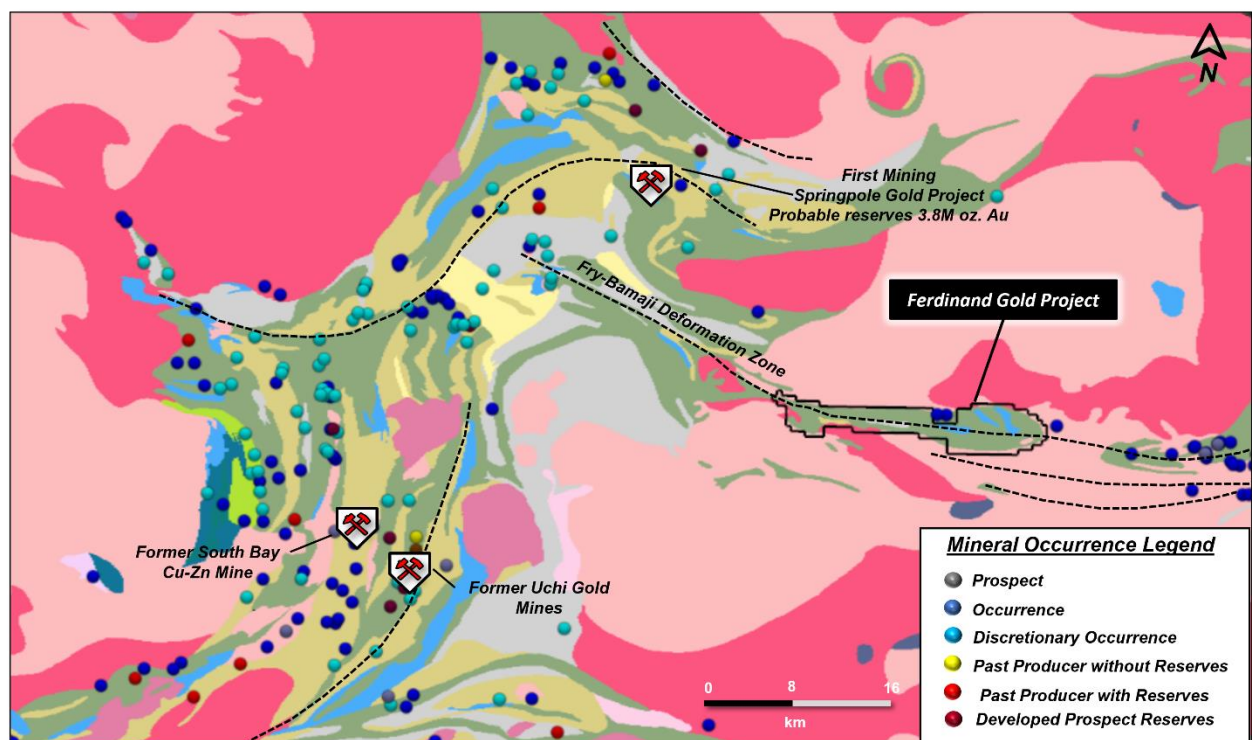 N
First Mining
Springpole Gold Project
Probable reserves 3.8M oz. Au
Fry-Bamaji Deformation Zone
Ferdinand Gold Project
Former South Bay
Cu-Zn Mine
Former Uchi Gold
Mines
0 8 16
km
Mineral Occurrence Legend
Prospect
Occurrence
Discretionary Occurrence
Past Producer without Reserves
Past Producer with Reserves
Developed Prospect Reserves